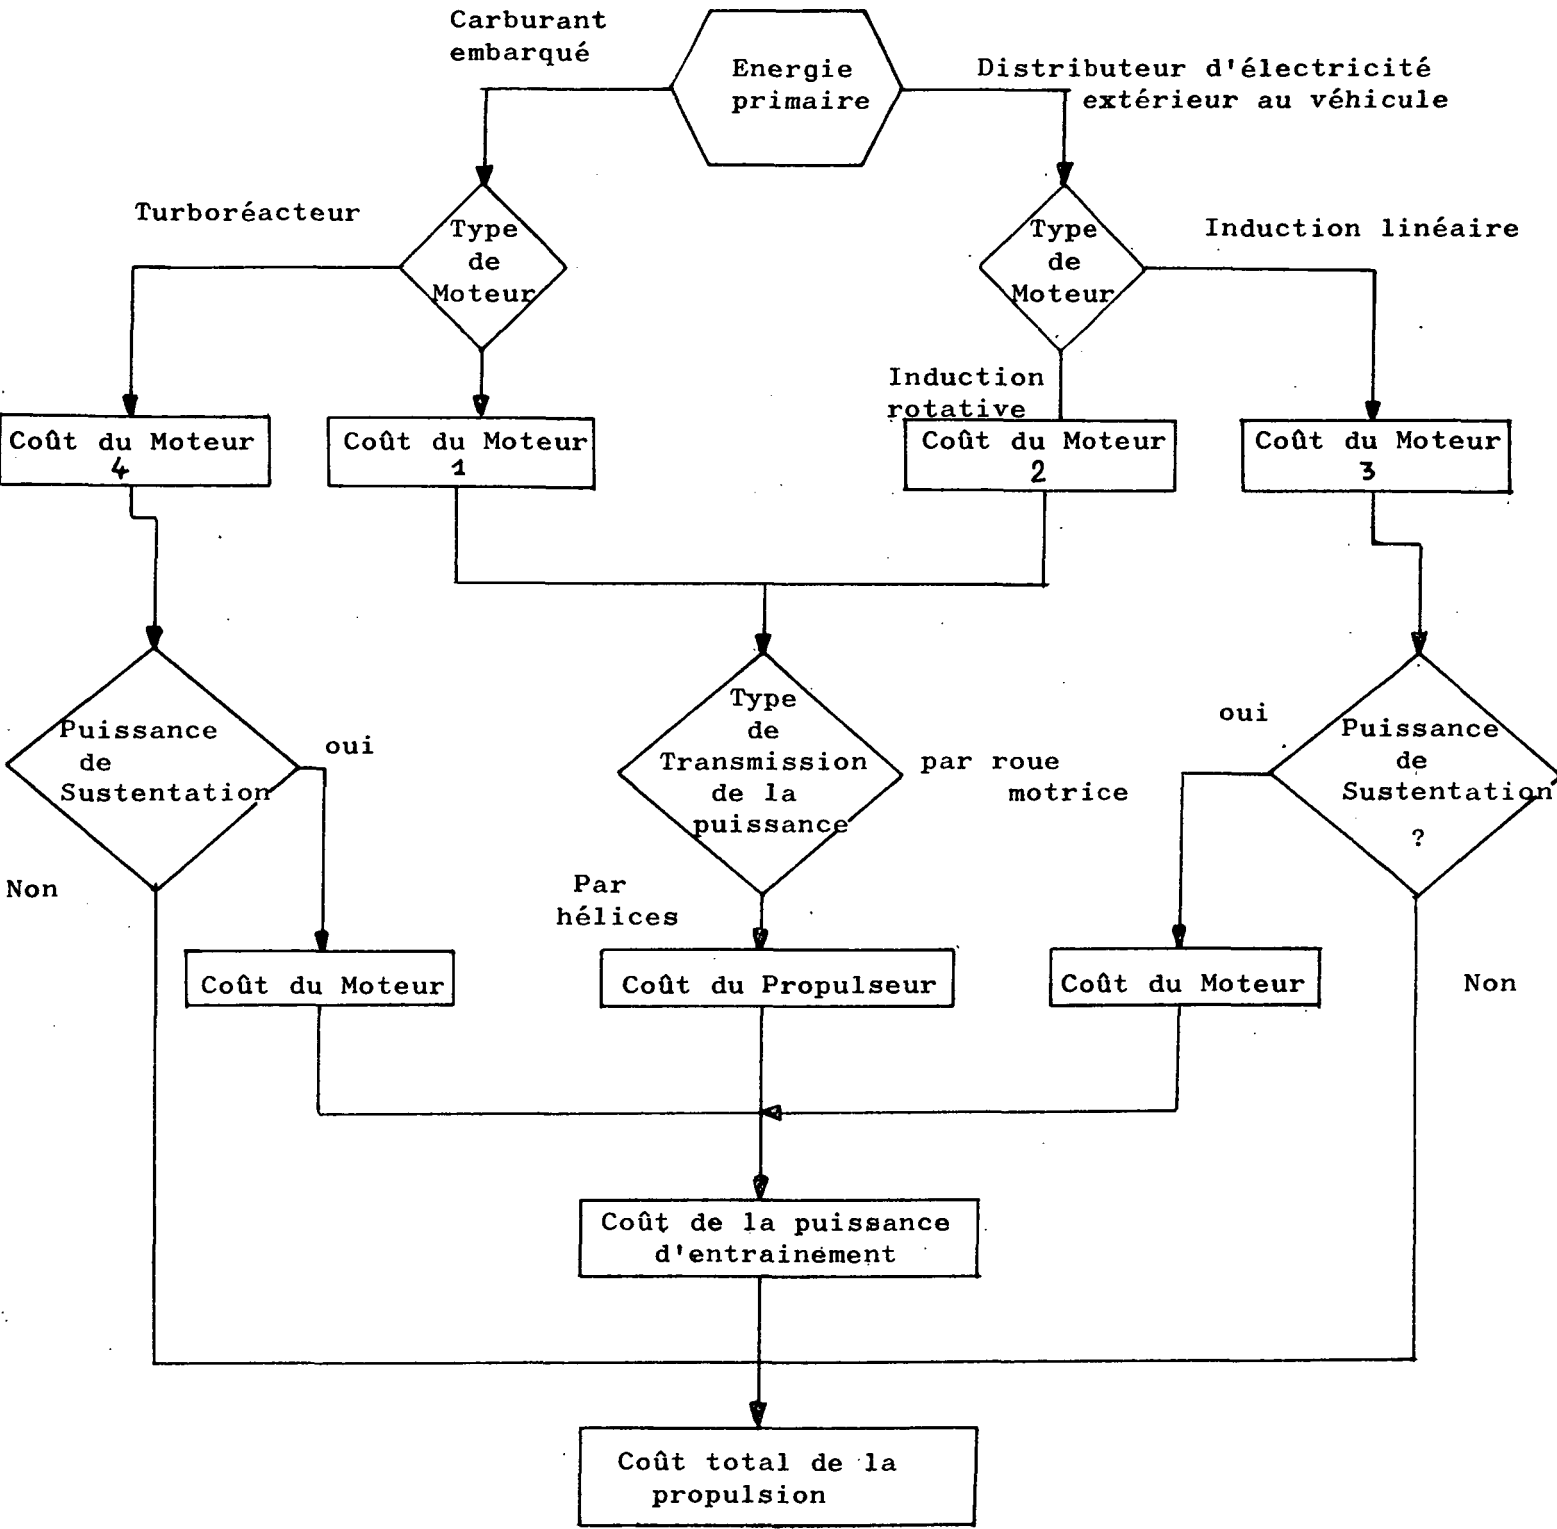 Carburant
embarqué
Energie
primaire
Distributeur d'électricité
extérieur au véhicule
Turboréacteur
Type
de
Moteur
Type
de
Moteur
Induction linéaire
Induction
rotative
Coût du Moteur
4
Coût du Moteur
1
Coût du Moteur
2
Coût du Moteur
3
Puissance
de
Sustentation
oui
Non
Type
de
Transmission
de la
puissance
par roue
motrice
Par
hélices
oui
Puissance
de
Sustentation
?
Non
Coût du Moteur
Coût du Propulseur
Coût du Moteur
Coût de la puissance
d'entrainement
Coût total de la
propulsion